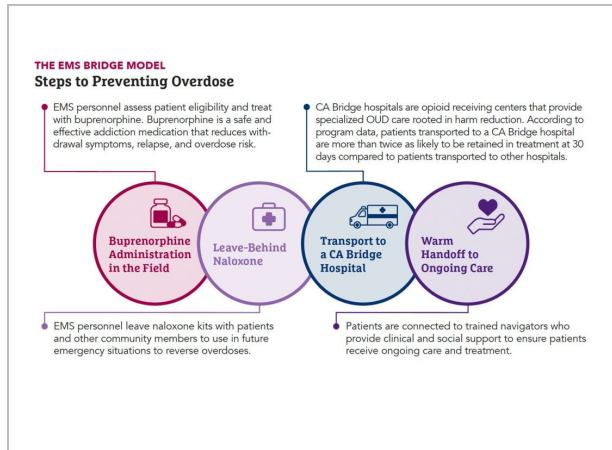 THE EMS BRIDGE MODEL
Steps to Preventing Overdose
EMS personnel assess patient eligibility and treat
with buprenorphine. Buprenorphine is a safe and
effective addiction medication that reduces with-
drawal symptoms, relapse, and overdose risk.
CA Bridge hospitals are opioid receiving centers that provide
specialized OUD care rooted in harm reduction. According to
program data, patients transported to a CA Bridge hospital
are more than twice as likely to be retained in treatment at 30
days compared to patients transported to other hospitals.
Buprenorphine
Administration
in the Field
Leave-Behind
Naloxone
Transport to
a CA Bridge
Hospital
Warm
Handoff to
Ongoing Care
EMS personnel leave naloxone kits with patients
and other community members to use in future
emergency situations to reverse overdoses.
Patients are connected to trained navigators who
provide clinical and social support to ensure patients
receive ongoing care and treatment.